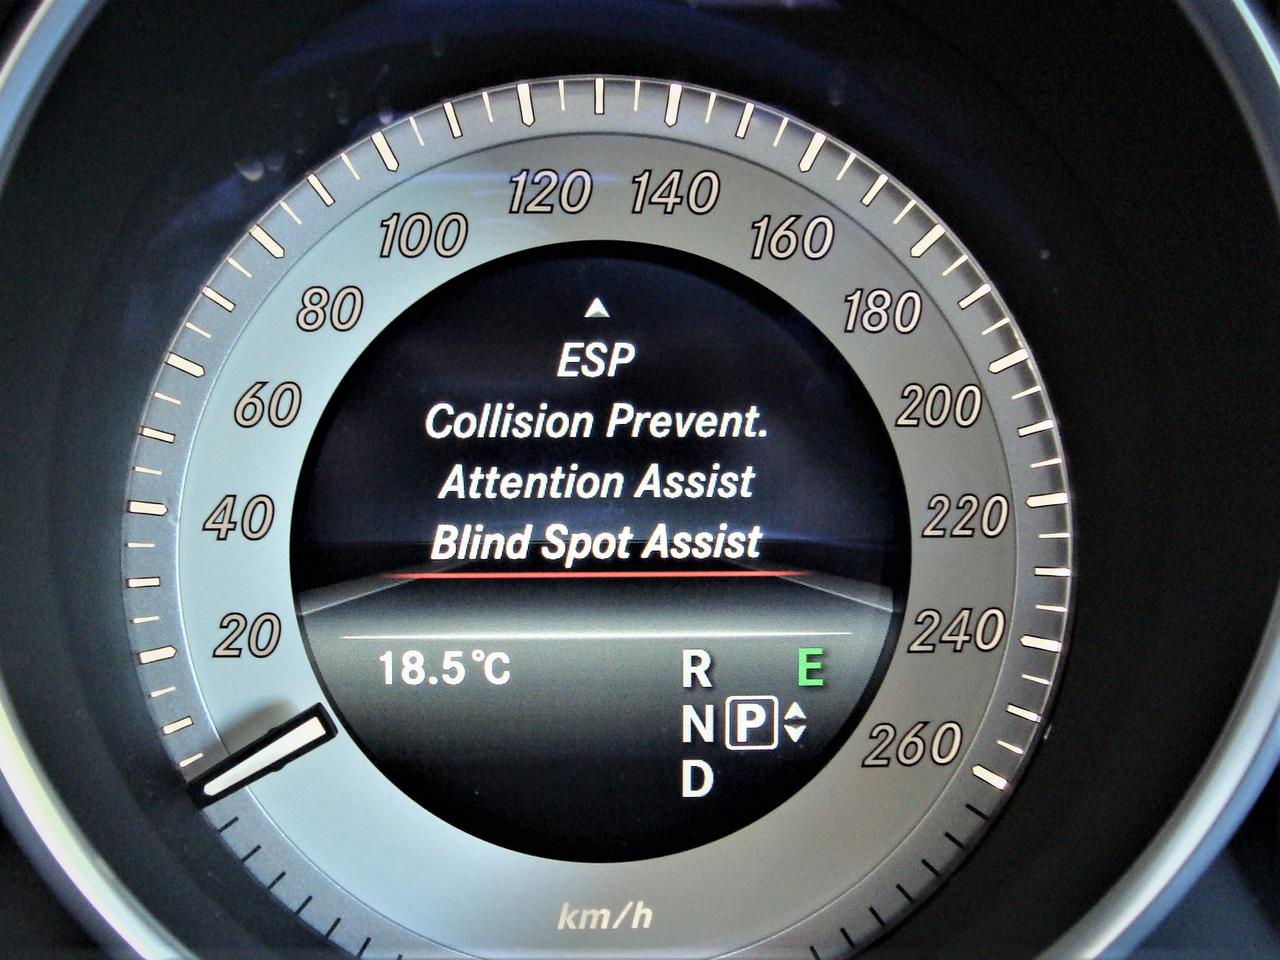 120 140
100 160
80 180
60 200
40 220
20 240
260
ESP
Collision Prevent.
Attention Assist
Blind Spot Assist
18.5°C
R E
N P
D
km/h